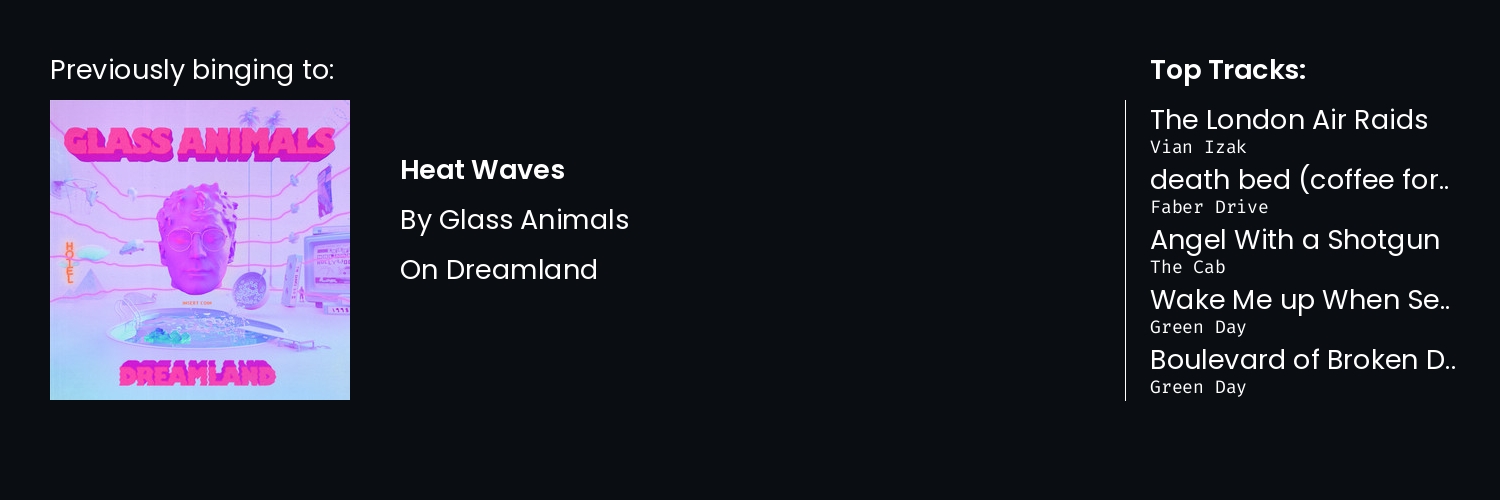 Previously binging to:
GLASS ANIMALS
HOTEL
DREAMLAND
Heat Waves
By Glass Animals
On Dreamland
Top Tracks:
The London Air Raids
Vian Izak
death bed (coffee for..
Faber Drive
Angel With a Shotgun
The Cab
Wake Me up When Se..
Green Day
Boulevard of Broken D..
Green Day